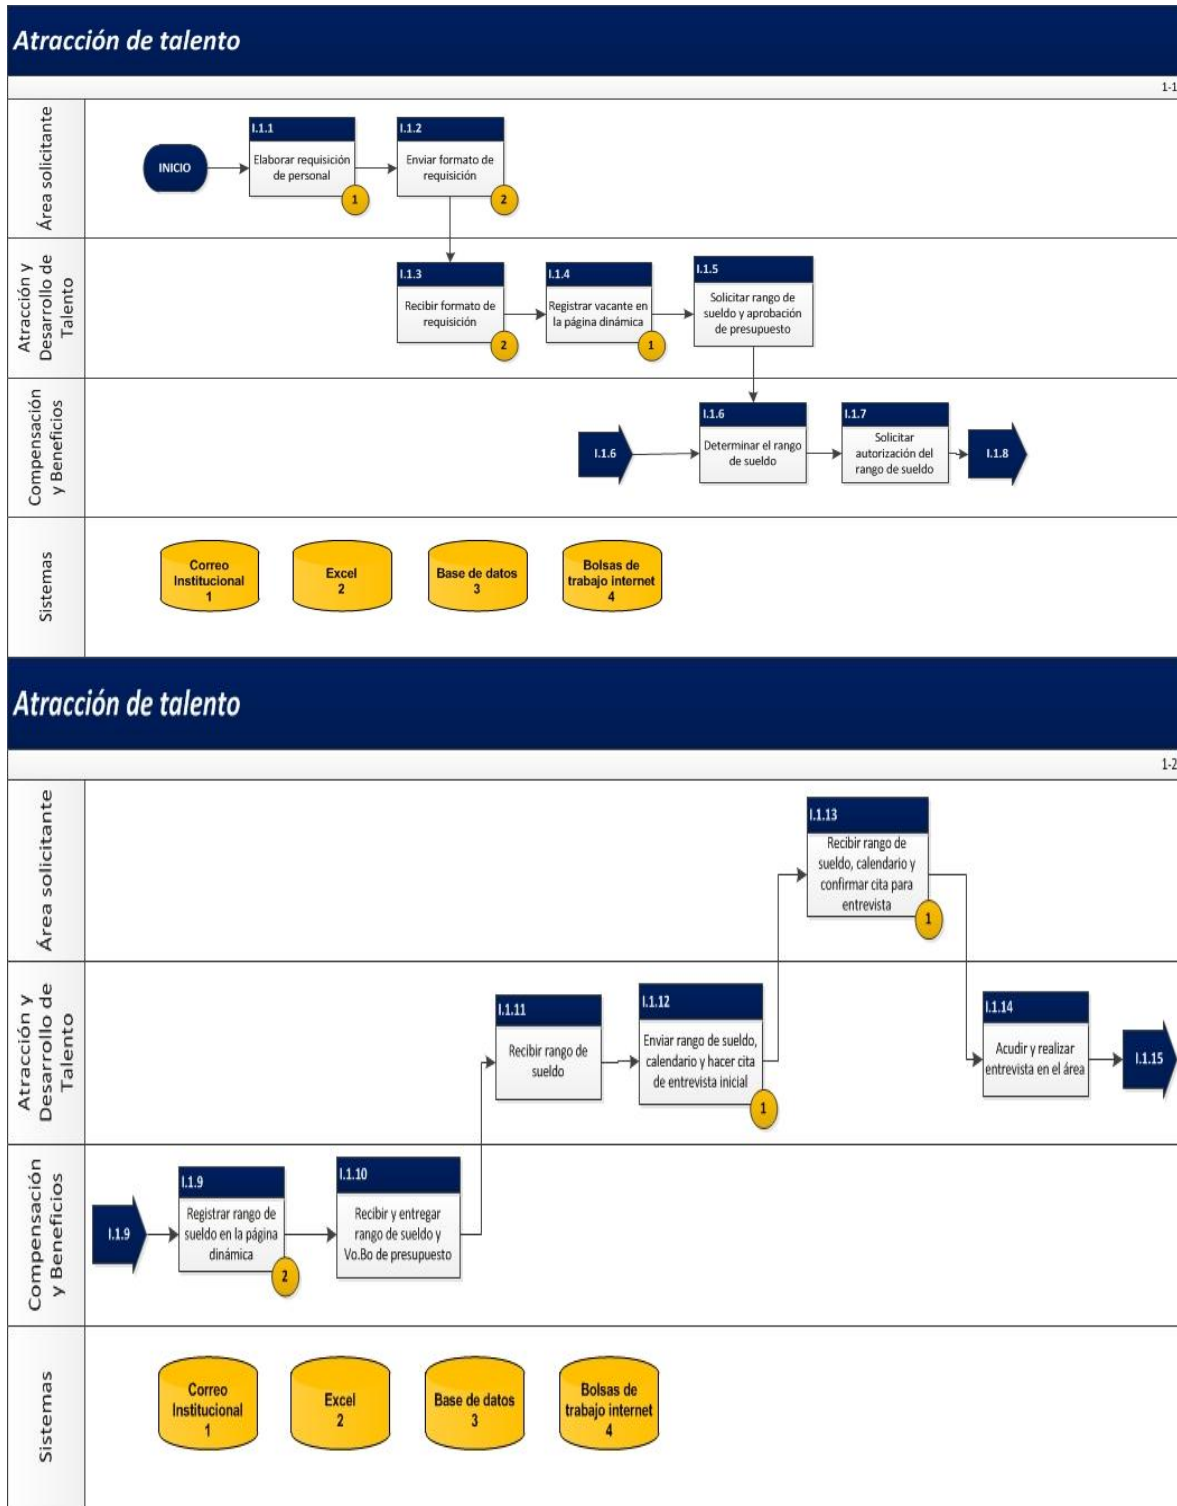 Atracción de talento
1-1
Área solicitante
INICIO
I.1.1
Elaborar requisición
de personal
1
I.1.2
Enviar formato de
requisición
2
Atracción y
Desarrollo de
Talento
I.1.3
Recibir formato de
requisición
2
I.1.4
Registrar vacante en
la página dinámica
1
I.1.5
Solicitar rango de
sueldo y aprobación
de presupuesto
Compensación
y Beneficios
I.1.6
I.1.6
Determinar el rango
de sueldo
I.1.7
Solicitar
autorización del
rango de sueldo
I.1.8
Sistemas
Correo
Institucional
1
Excel
2
Base de datos
3
Bolsas de
trabajo internet
4
Atracción de talento
1-2
Área solicitante
I.1.13
Recibir rango de
sueldo, calendario y
confirmar cita para
entrevista
1
Atracción y
Desarrollo de
Talento
I.1.11
Recibir rango de
sueldo
I.1.12
Enviar rango de sueldo,
calendario y hacer cita
de entrevista inicial
1
I.1.14
Acudir y realizar
entrevista en el área
I.1.15
Compensación
y Beneficios
I.1.9
I.1.9
Registrar rango de
sueldo en la página
dinámica
2
I.1.10
Recibir y entregar
rango de sueldo y
Vo.Bo de presupuesto
Sistemas
Correo
Institucional
1
Excel
2
Base de datos
3
Bolsas de
trabajo internet
4